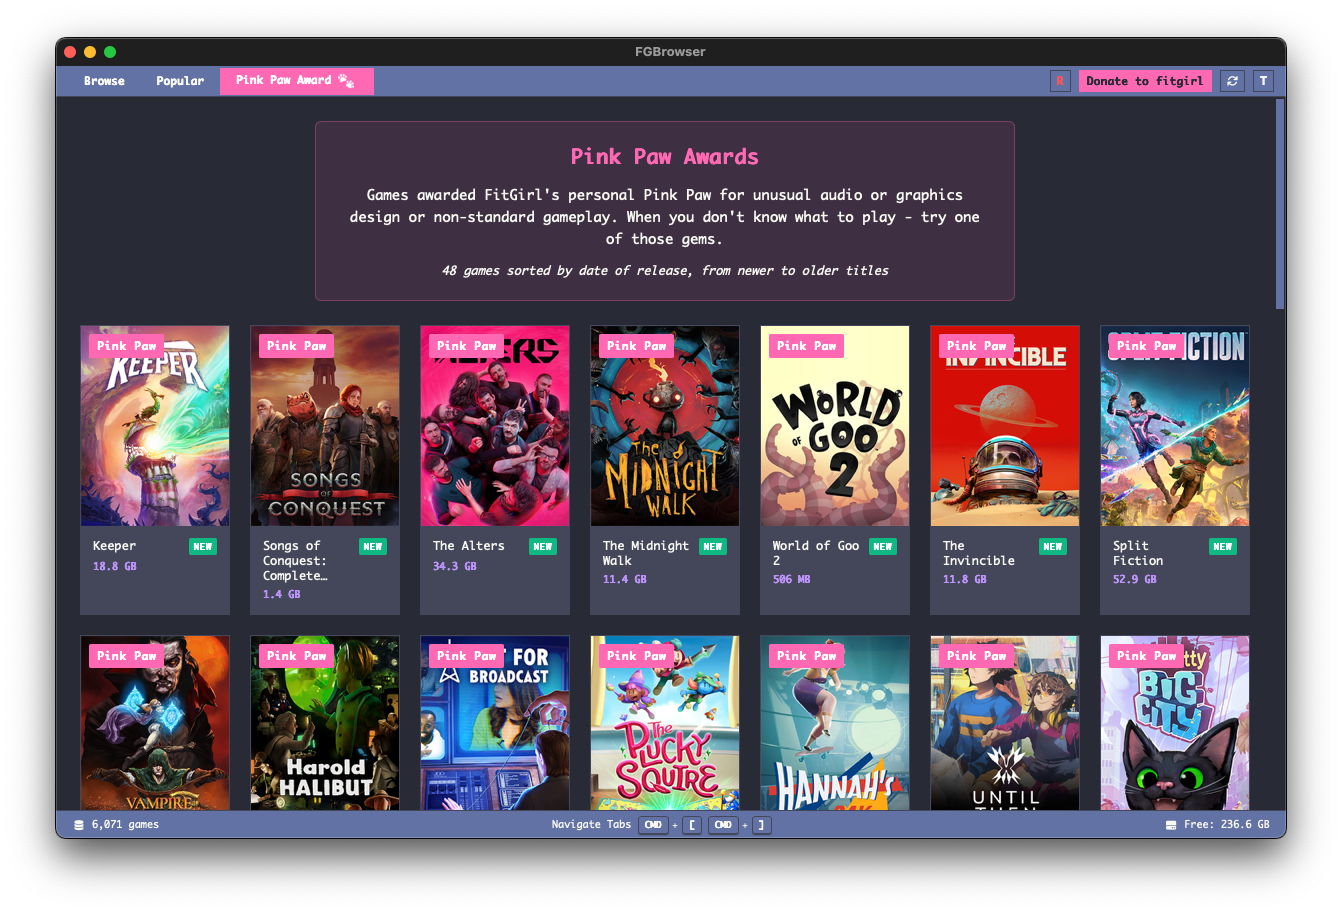 FGBrowser
Browse Popular Pink Paw Award
R Donate to fitgirl T
Pink Paw Awards
Games awarded FitGirl's personal Pink Paw for unusual audio or graphics
design or non-standard gameplay. When you don't know what to play - try one
of those gems.
48 games sorted by date of release, from newer to older titles
Pink Paw
KEEPER
Keeper NEW
18.8 GB
Pink Paw
SONGS
OF
CONQUEST
Songs of NEW
Conquest:
Complete…
1.4 GB
Pink Paw
The Alters NEW
34.3 GB
Pink Paw
The
MIDNIGHT
WALK
The Midnight NEW
Walk
11.4 GB
Pink Paw
WORLD
OF
GOO
2
World of Goo NEW
2
506 MB
Pink Paw
INVINCIBLE
The NEW
Invincible
11.8 GB
Pink Paw
SPLIT FICTION
Split NEW
Fiction
52.9 GB
Pink Paw
VAMPIRE
Pink Paw
Harold
HALIBUT
Pink Paw
FOR
BROADCAST
Pink Paw
The
PLUCKY
SQUIRE
Pink Paw
HANNAH'S
Pink Paw
UNTIL
THEN
Pink Paw
BIG
CITY
6,071 games
Navigate Tabs CMD + [ CMD + ]
Free: 236.6 GB